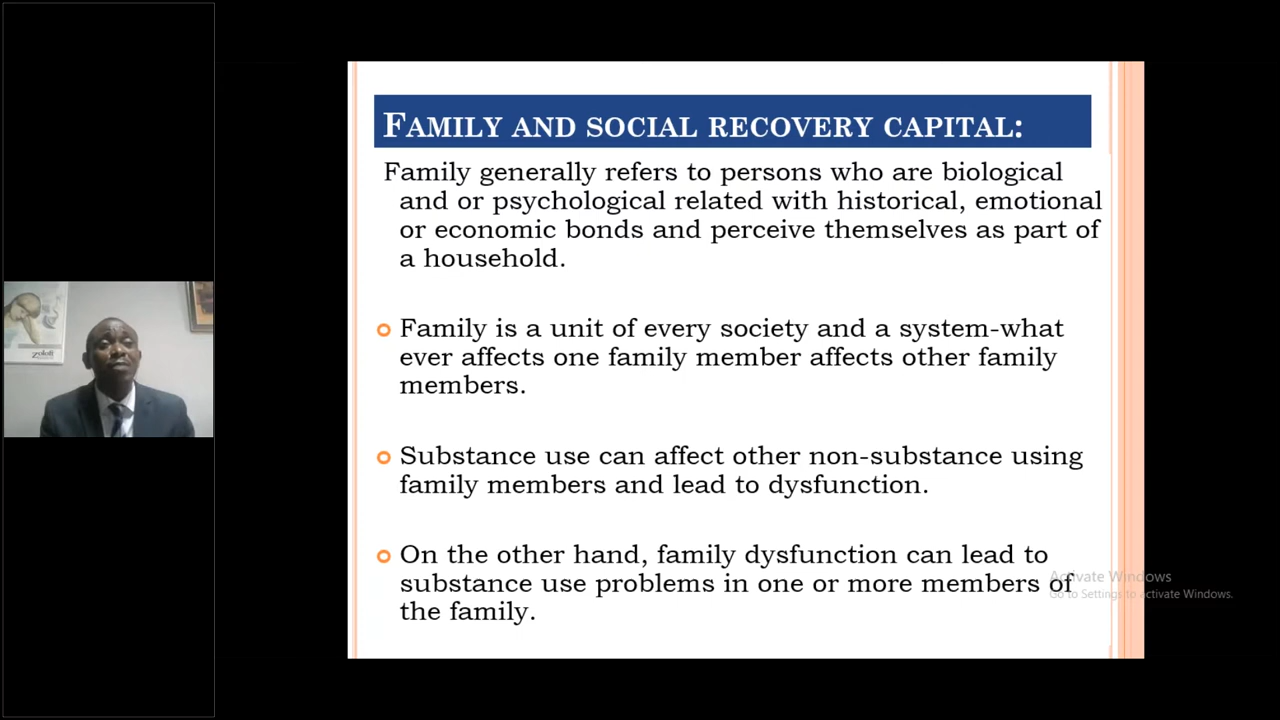 FAMILY AND SOCIAL RECOVERY CAPITAL:
Family generally refers to persons who are biological
and or psychological related with historical, emotional
or economic bonds and perceive themselves as part of
a household.
Family is a unit of every society and a system-what
ever affects one family member affects other family
members.
Substance use can affect other non-substance using
family members and lead to dysfunction.
On the other hand, family dysfunction can lead to
substance use problems in one or more members of
the family.
Activate Windows
Go to Settings to activate Windows.
Zoloft